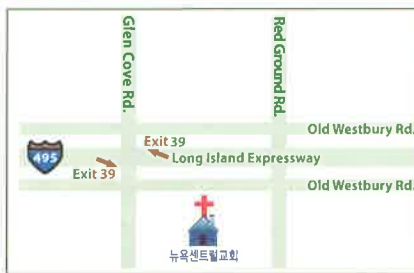 Glen Cove Rd.
Red Ground Rd.
Old Westbury Rd.
Exit 39
495
Long Island Expressway
Exit 39
Old Westbury Rd.
뉴욕센트럴교회